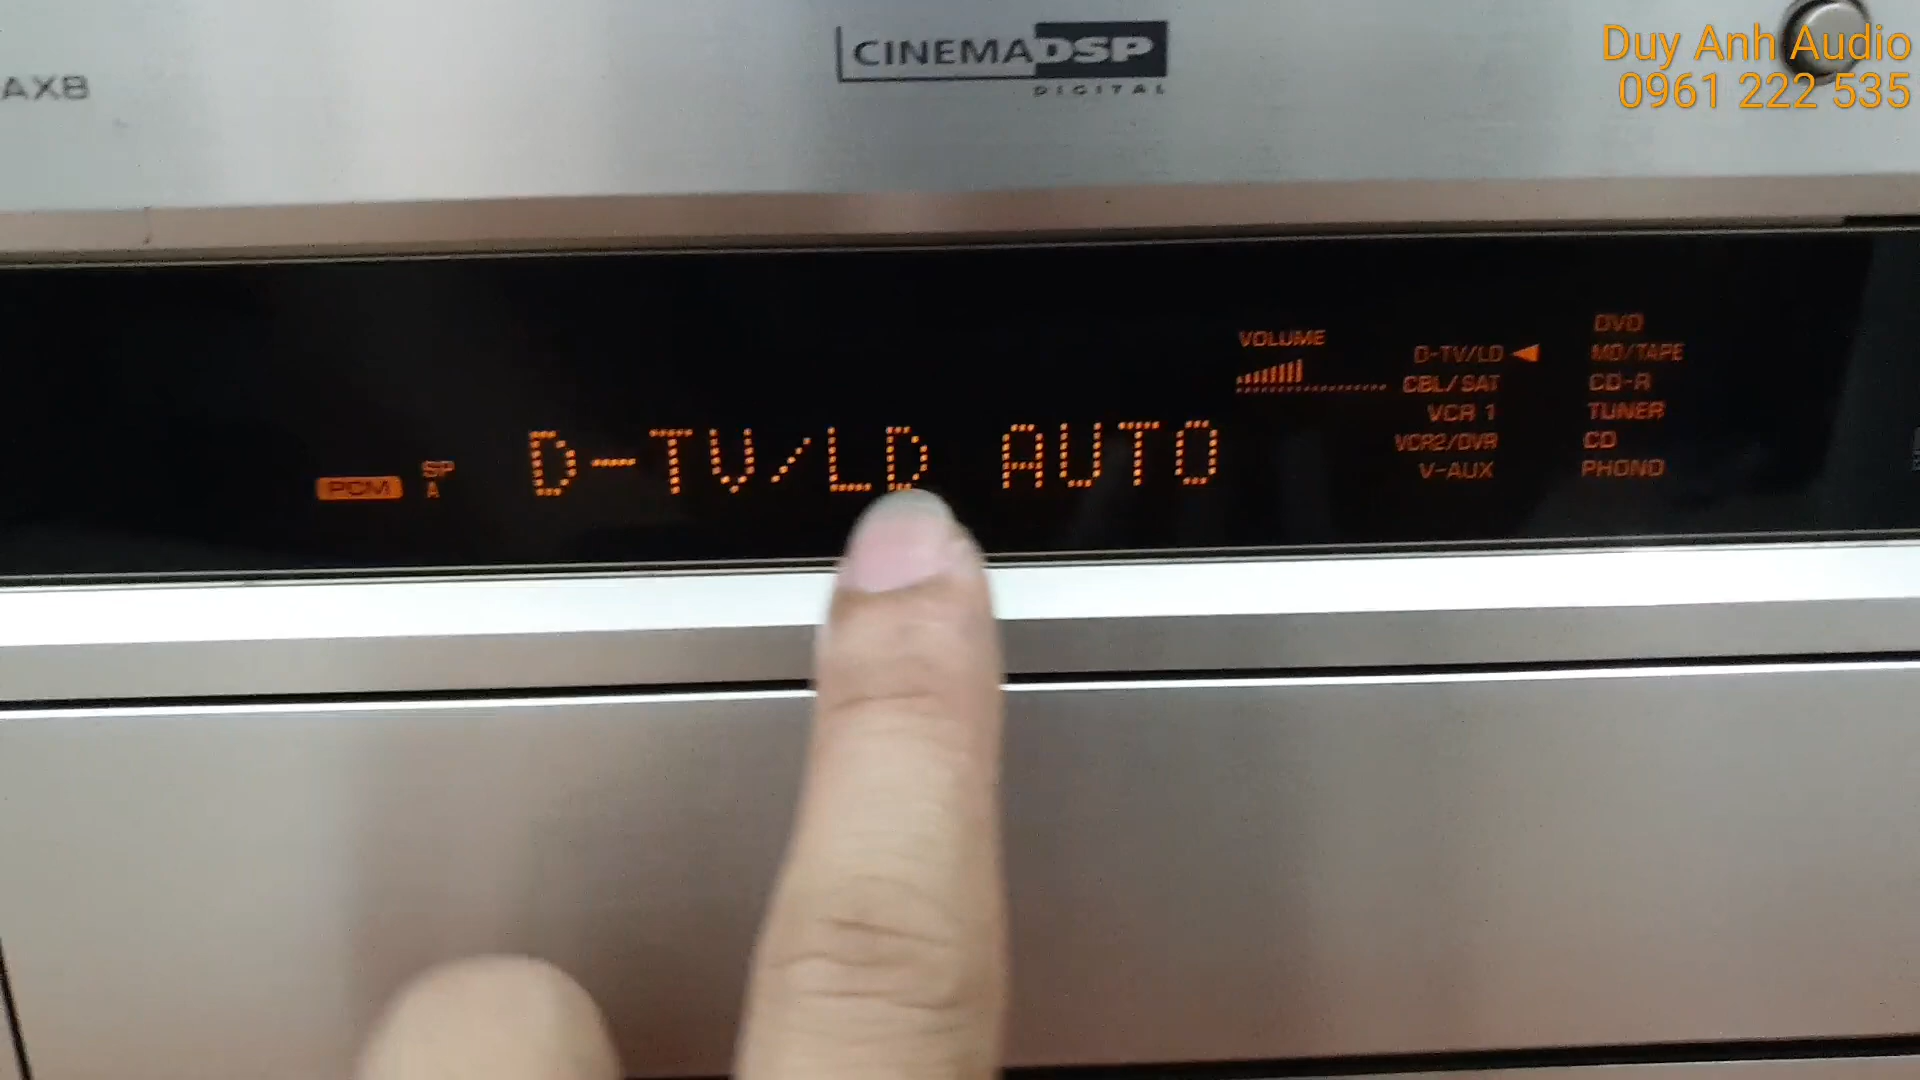 Duy Anh Audio
0961 222 535
CINEMA DSP
DIGITAL
AX8
VOLUME
D-TV/LD
CBL/SAT
VCR 1
VCR2/DVR
V-AUX
DVD
MD/TAPE
CD-R
TUNER
CD
PHONO
PCM
SP
A
D-TV/LD AUTO